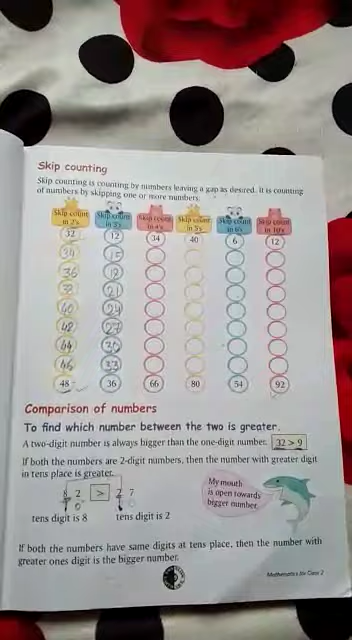 Skip counting
Skip counting is counting by numbers leaving a gap as desired. It is counting
of numbers by skipping one or more numbers.
Skip count in 2's Skip count in 3's Skip count in 4's Skip count in 5's Skip count in 6's Skip count in 10's
32 12 34 40 6 12
34 15
36 18
38 21
40 24
42 27
44 30
46 33
48 36 66 80 54 92
Comparison of numbers
To find which number between the two is greater.
A two-digit number is always bigger than the one-digit number. 32 > 9
If both the numbers are 2-digit numbers, then the number with greater digit
in tens place is greater.
8 2 > 2 7
T O T O
tens digit is 8 tens digit is 2
My mouth
is open towards
bigger number.
If both the numbers have same digits at tens place, then the number with
greater ones digit is the bigger number.
Mathematics for Class 2